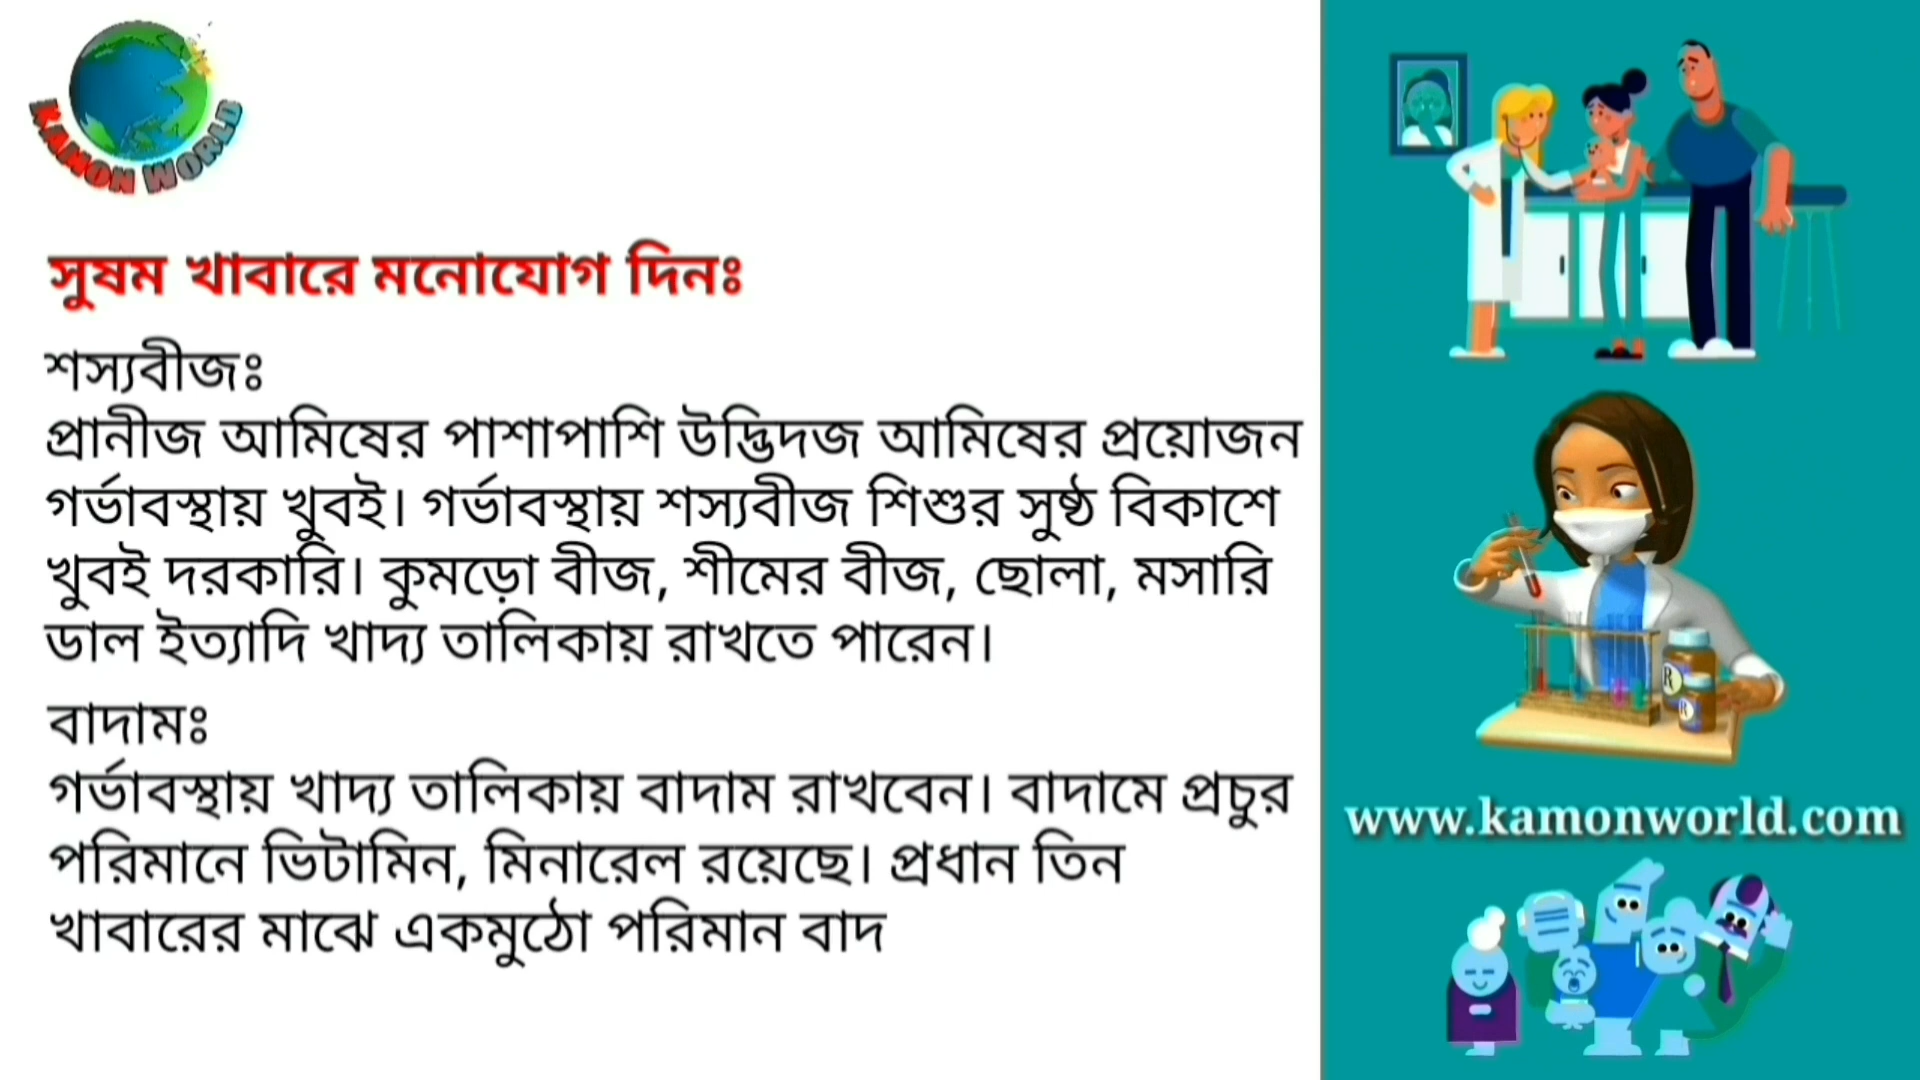 KAMON WORLD
সুষম খাবারে মনোযোগ দিনঃ
শস্যবীজঃ
প্রানীজ আমিষের পাশাপাশি উদ্ভিদজ আমিষের প্রয়োজন
গর্ভাবস্থায় খুবই। গর্ভাবস্থায় শস্যবীজ শিশুর সুষ্ঠ বিকাশে
খুবই দরকারি। কুমড়ো বীজ, শীমের বীজ, ছোলা, মসারি
ডাল ইত্যাদি খাদ্য তালিকায় রাখতে পারেন।
বাদামঃ
গর্ভাবস্থায় খাদ্য তালিকায় বাদাম রাখবেন। বাদামে প্রচুর
পরিমানে ভিটামিন, মিনারেল রয়েছে। প্রধান তিন
খাবারের মাঝে একমুঠো পরিমান বাদ
R
R
www.kamonworld.com